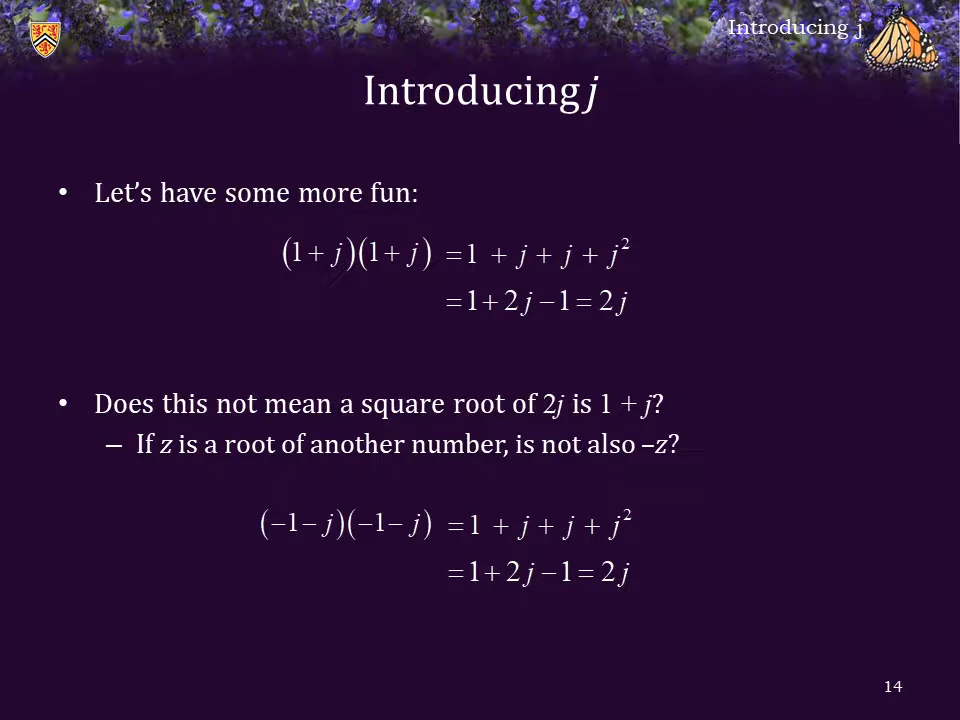 Introducing j
Introducing j
• Let’s have some more fun:
(1 + j)(1 + j) = 1 + j + j + j²
= 1 + 2j − 1 = 2j
• Does this not mean a square root of 2j is 1 + j?
– If z is a root of another number, is not also –z?
(−1 − j)(−1 − j) = 1 + j + j + j²
= 1 + 2j − 1 = 2j
14